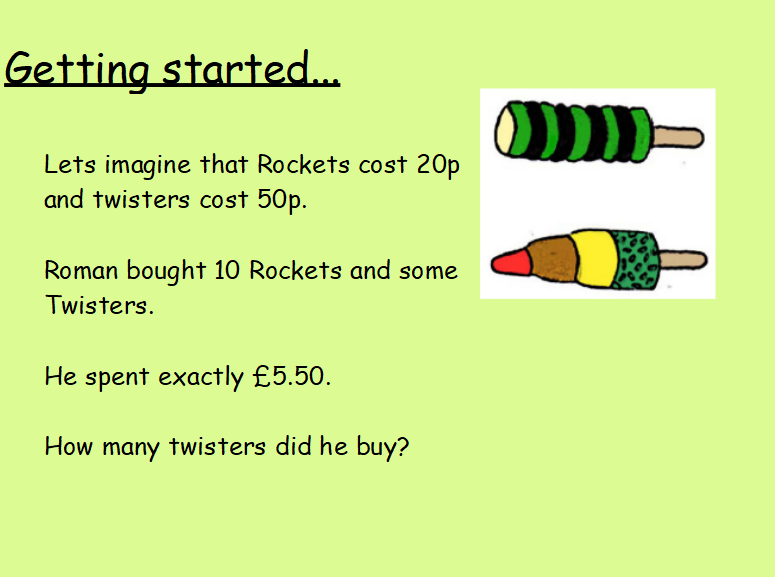 Getting started...
Lets imagine that Rockets cost 20p
and twisters cost 50p.
Roman bought 10 Rockets and some
Twisters.
He spent exactly £5.50.
How many twisters did he buy?